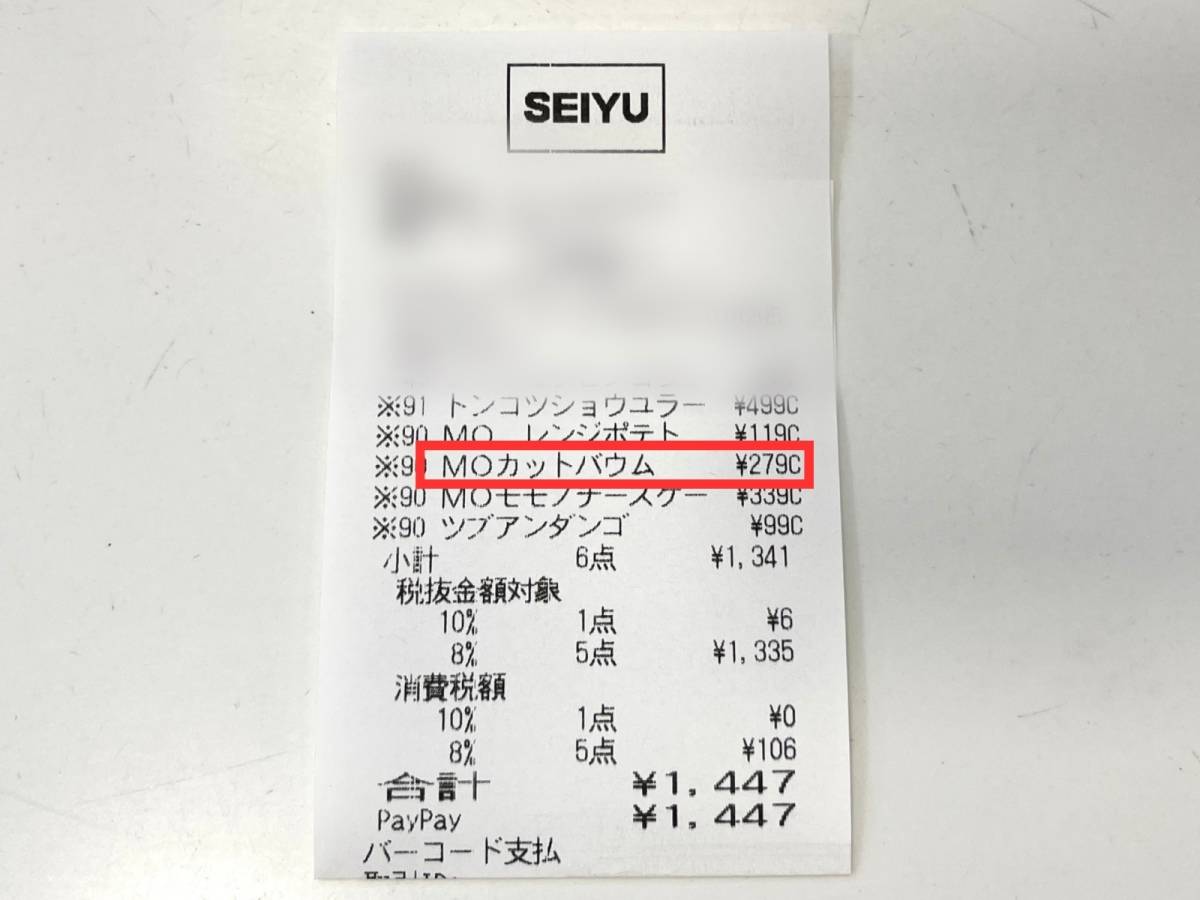 SEIYU
※91 トンコツショウユラー ¥499C
※90 MO レンジポテト ¥119C
※90 MOカットバウム ¥279C
※90 MOモモノチースケー ¥339C
※90 ツブアンダンゴ ¥99C
小計 6点 ¥1,341
税抜金額対象
10% 1点 ¥6
8% 5点 ¥1,335
消費税額
10% 1点 ¥0
8% 5点 ¥106
合計 ¥1,447
PayPay ¥1,447
バーコード支払